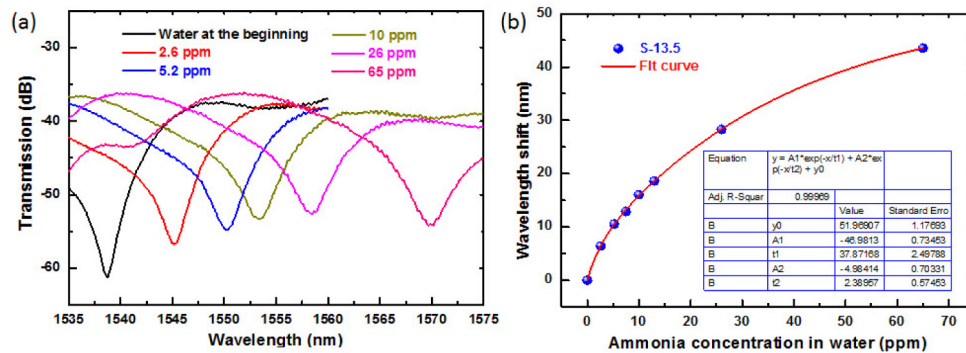 (a)
Water at the beginning
2.6 ppm
5.2 ppm
10 ppm
26 ppm
65 ppm
-30
-40
-50
-60
Transmission (dB)
1535 1540 1545 1550 1555 1560 1565 1570 1575
Wavelength (nm)
(b)
S-13.5
Fit curve
50
40
30
20
10
0
Wavelength shift (nm)
Equation y = A1*exp(-x/t1) + A2*ex
p(-x/t2) + y0
Adj. R-Squar 0.99969
Value Standard Erro
B y0 51.96907 1.17693
B A1 -46.9813 0.73453
B t1 37.87168 2.49788
B A2 -4.98414 0.70331
B t2 2.38957 0.57453
0 10 20 30 40 50 60 70
Ammonia concentration in water (ppm)